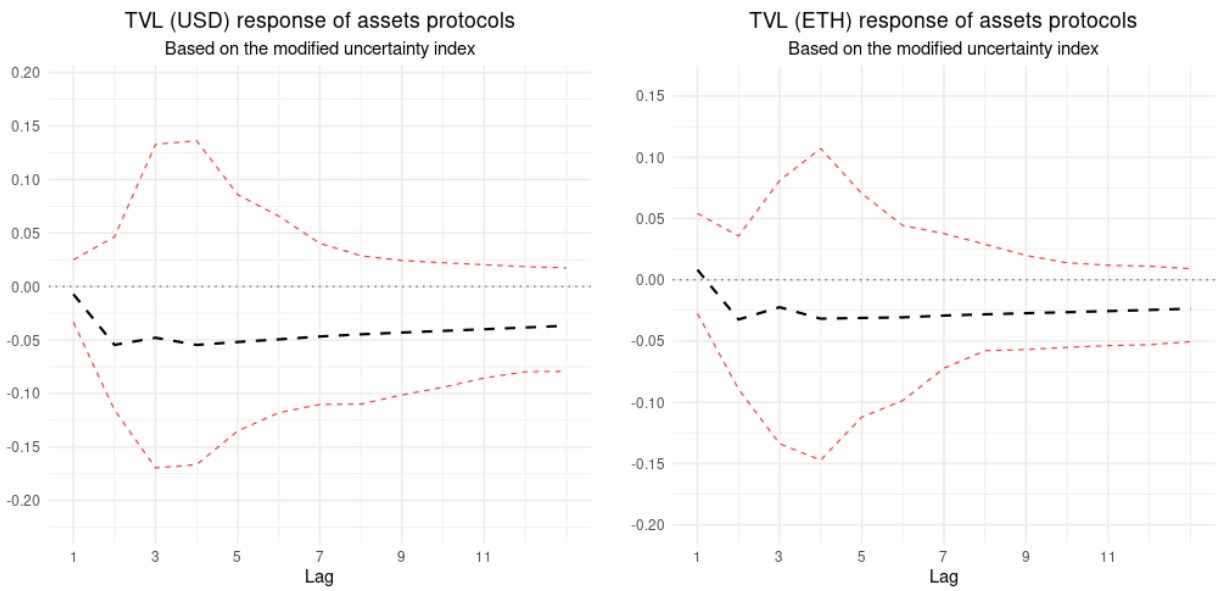 TVL (USD) response of assets protocols
Based on the modified uncertainty index
0.20
0.15
0.10
0.05
0.00
-0.05
-0.10
-0.15
-0.20
1 3 5 7 9 11
Lag
TVL (ETH) response of assets protocols
Based on the modified uncertainty index
0.15
0.10
0.05
0.00
-0.05
-0.10
-0.15
-0.20
1 3 5 7 9 11
Lag